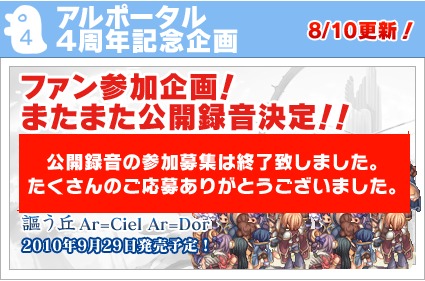 4
アルポータル
4周年記念企画
8/10更新！
ファン参加企画！
またまた公開録音決定！！
公開録音の参加募集は終了致しました。
たくさんのご応募ありがとうございました。
謳う丘 Ar=Ciel Ar=Dor
2010年9月29日発売予定！